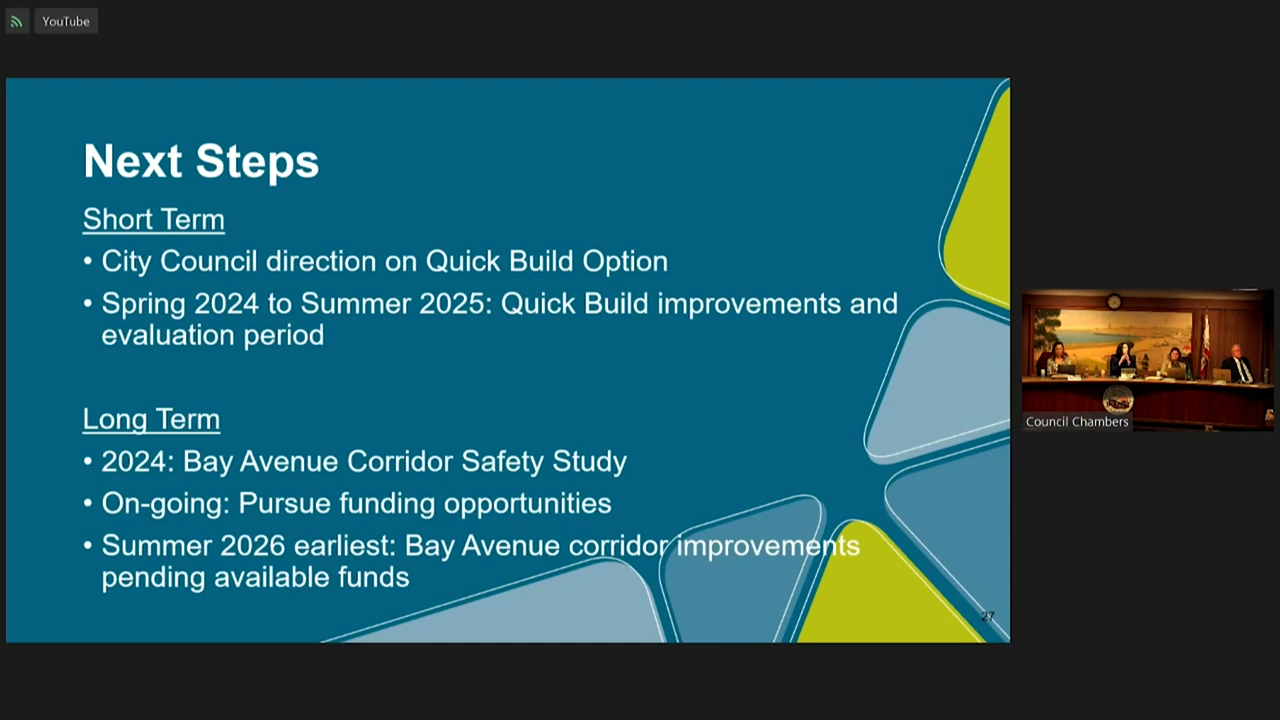 YouTube
Next Steps
Short Term
• City Council direction on Quick Build Option
• Spring 2024 to Summer 2025: Quick Build improvements and
evaluation period
Long Term
• 2024: Bay Avenue Corridor Safety Study
• On-going: Pursue funding opportunities
• Summer 2026 earliest: Bay Avenue corridor improvements
pending available funds
27
Council Chambers